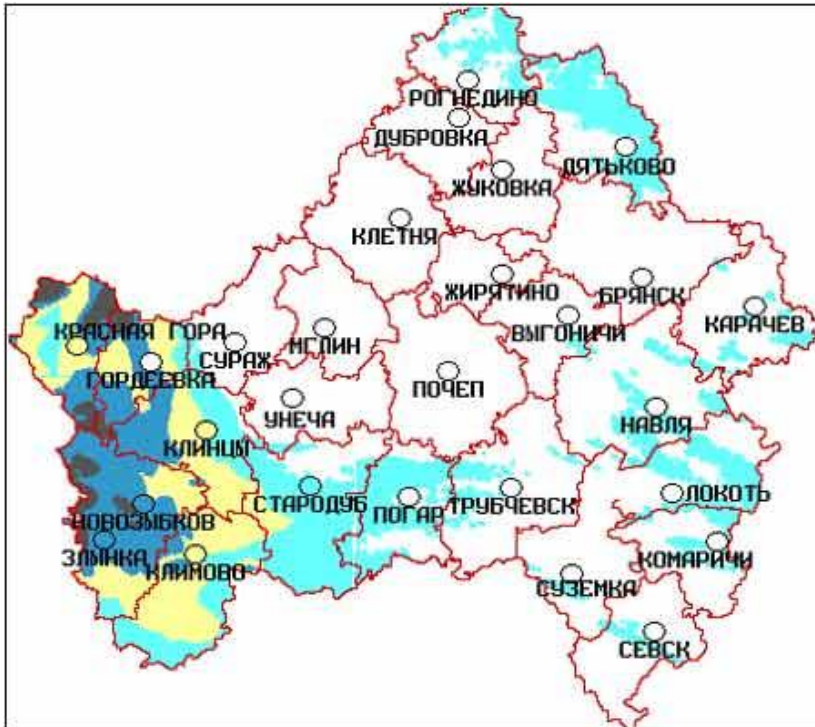 РОГНЕДИНО
ДУБРОВКА
ДЯТЬКОВО
ЖУКОВКА
КЛЕТНЯ
ЖИРЯТИНО
БРЯНСК
КАРАЧЕВ
ВЫГОНИЧИ
КРАСНАЯ ГОРА
СУРАЖ
МГЛИН
ГОРДЕЕВКА
ПОЧЕП
УНЕЧА
НАВЛЯ
КЛИНЦЫ
СТАРОДУБ
ПОГАР
ТРУБЧЕВСК
ЛОКОТЬ
НОВОЗЫБКОВ
ЗЛЫНКА
КЛИМОВО
КОМАРИЧИ
СУЗЕМКА
СЕВСК